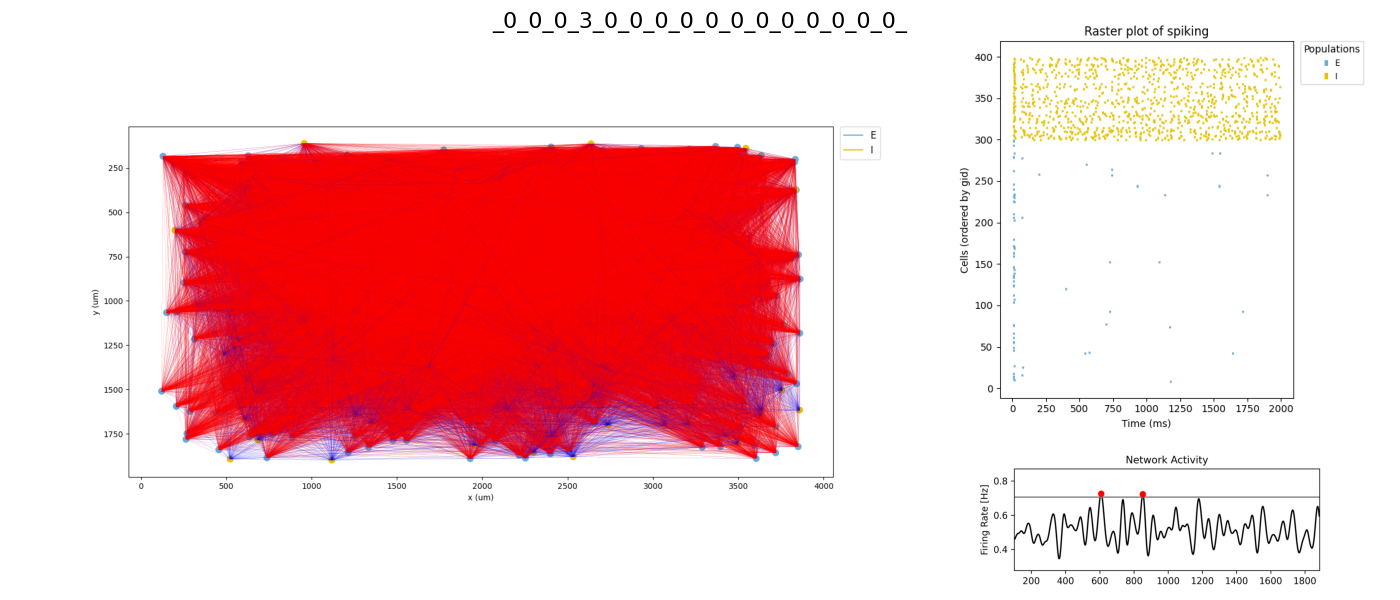 _0_0_0_3_0_0_0_0_0_0_0_0_0_0_0_0_
E
I
250
500
750
1000
1250
1500
1750
y (um)
0 500 1000 1500 2000 2500 3000 3500 4000
x (um)
Raster plot of spiking
Populations
E
I
400
350
300
250
200
150
100
50
0
Cells (ordered by gid)
0 250 500 750 1000 1250 1500 1750 2000
Time (ms)
Network Activity
0.8
0.6
0.4
Firing Rate [Hz]
200 400 600 800 1000 1200 1400 1600 1800